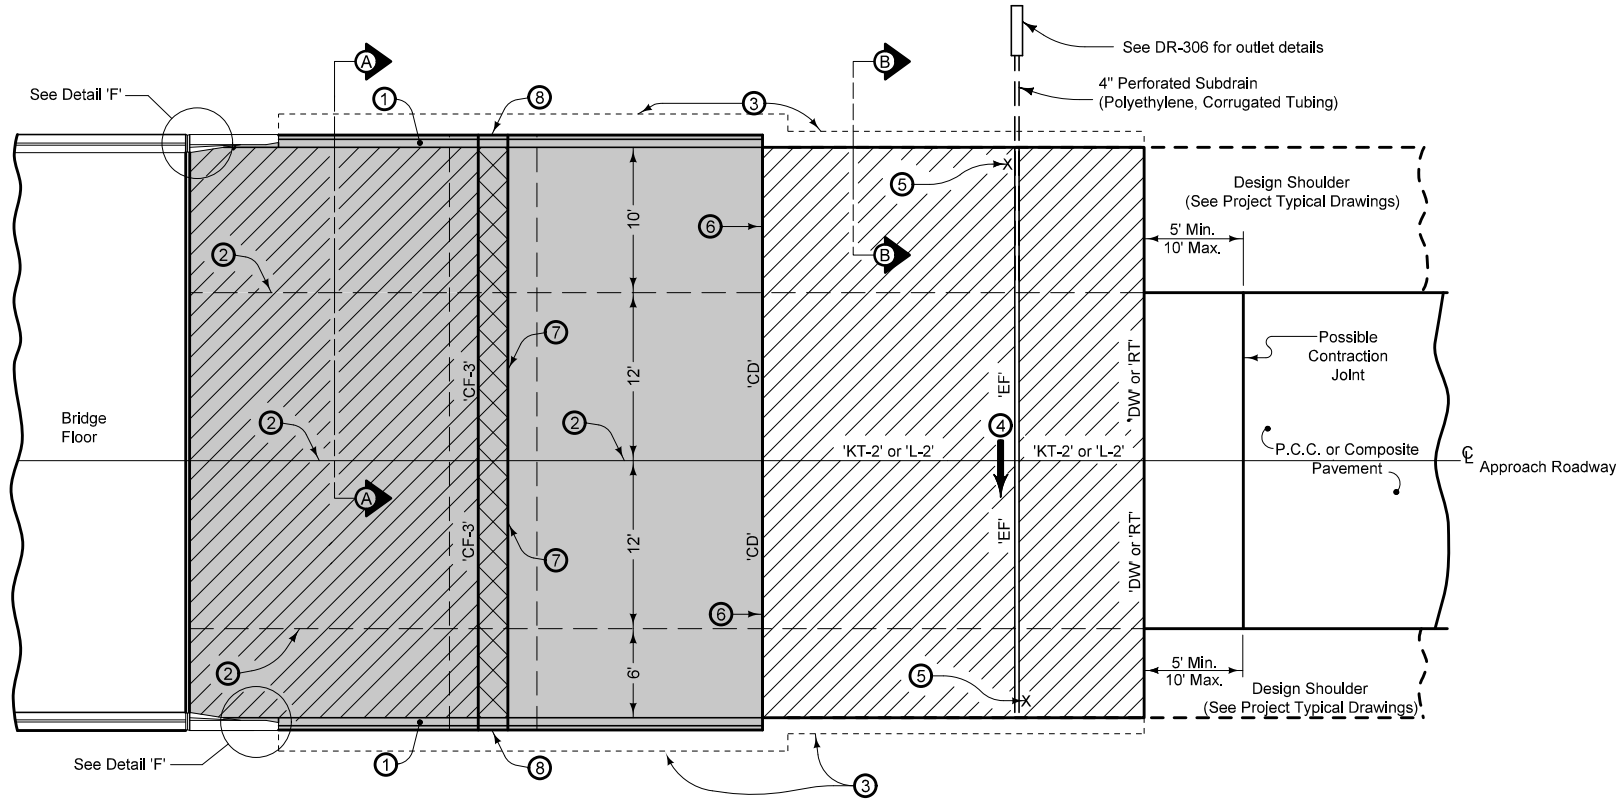 See DR-306 for outlet details
A
B
4" Perforated Subdrain
(Polyethylene, Corrugated Tubing)
See Detail 'F'
1
8
3
5
Design Shoulder
(See Project Typical Drawings)
10'
6
5' Min.
10' Max.
2
A
B
7
Possible
Contraction
Joint
'CF-3'
12'
'CD'
'EF'
'DW' or 'RT'
Bridge
Floor
2
2
4
'KT-2' or 'L-2'
'KT-2' or 'L-2'
P.C.C. or Composite
Pavement
℄
Approach Roadway
A
'CF-3'
7
12'
'CD'
'EF'
'DW' or 'RT'
6
2
6'
5
5' Min.
10' Max.
Design Shoulder
(See Project Typical Drawings)
See Detail 'F'
1
8
3